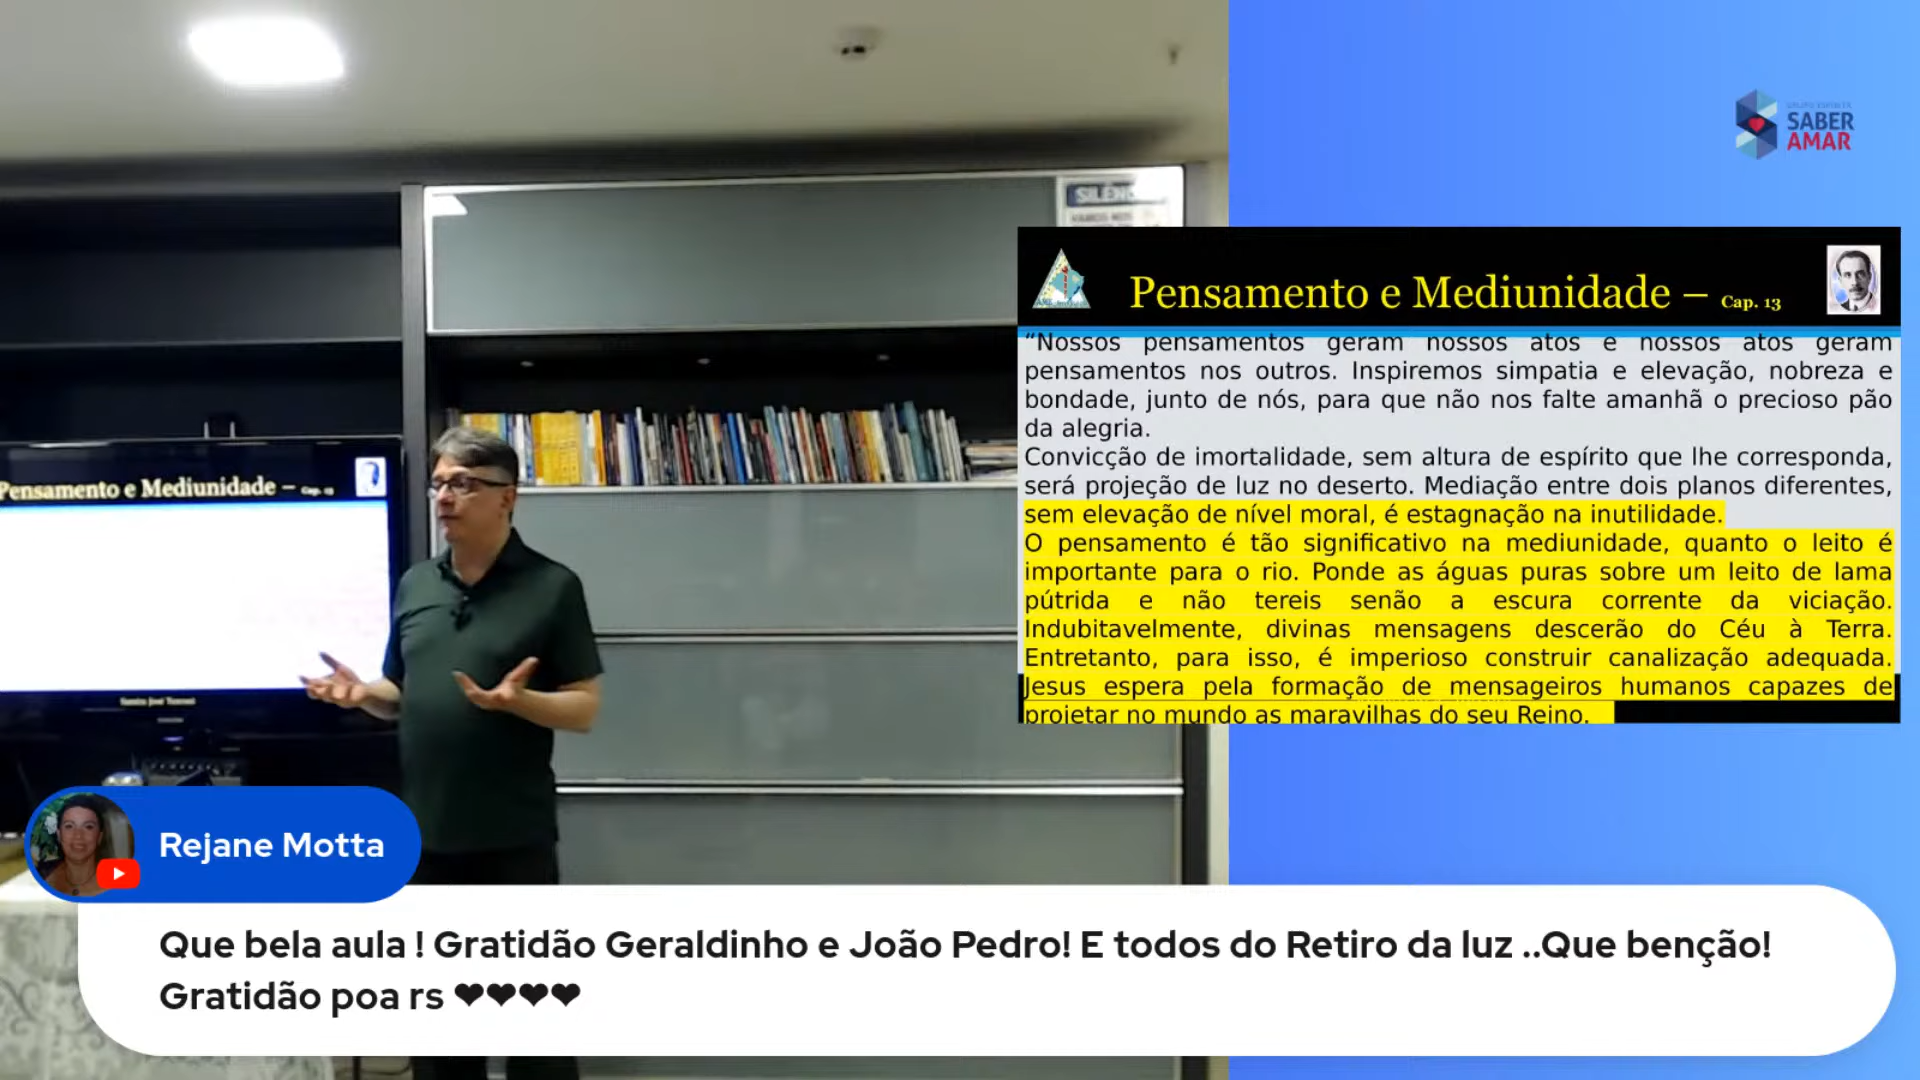 GRUPO ESPÍRITA
SABER
AMAR
SILÊN
Pensamento e Mediunidade – Cap. 13
“Nossos pensamentos geram nossos atos e nossos atos geram
pensamentos nos outros. Inspiremos simpatia e elevação, nobreza e
bondade, junto de nós, para que não nos falte amanhã o precioso pão
da alegria.
Convicção de imortalidade, sem altura de espírito que lhe corresponda,
será projeção de luz no deserto. Mediação entre dois planos diferentes,
sem elevação de nível moral, é estagnação na inutilidade.
O pensamento é tão significativo na mediunidade, quanto o leito é
importante para o rio. Ponde as águas puras sobre um leito de lama
pútrida e não tereis senão a escura corrente da viciação.
Indubitavelmente, divinas mensagens descerão do Céu à Terra.
Entretanto, para isso, é imperioso construir canalização adequada.
Jesus espera pela formação de mensageiros humanos capazes de
projetar no mundo as maravilhas do seu Reino.
Pensamento e Mediunidade –
Rejane Motta
Que bela aula ! Gratidão Geraldinho e João Pedro! E todos do Retiro da luz ..Que benção!
Gratidão poa rs ❤❤❤❤